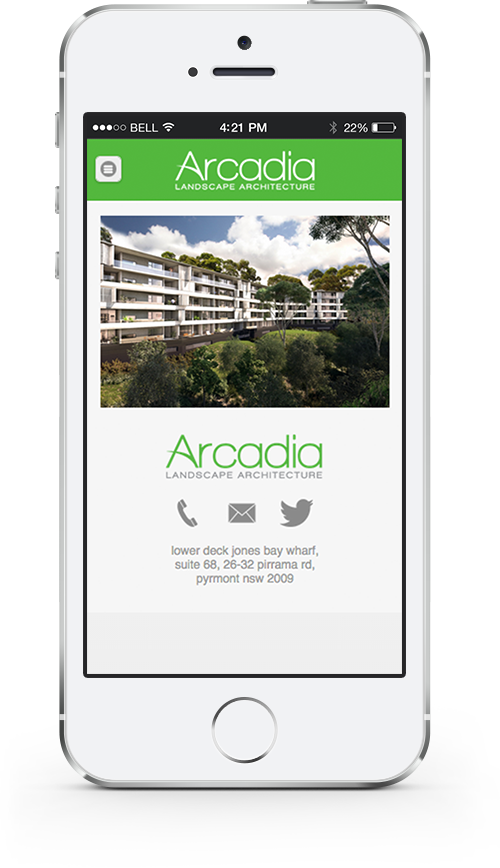 BELL 4:21 PM 22%
Arcadia
LANDSCAPE ARCHITECTURE
Arcadia
LANDSCAPE ARCHITECTURE
lower deck jones bay wharf,
suite 68, 26-32 pirrama rd,
pyrmont nsw 2009